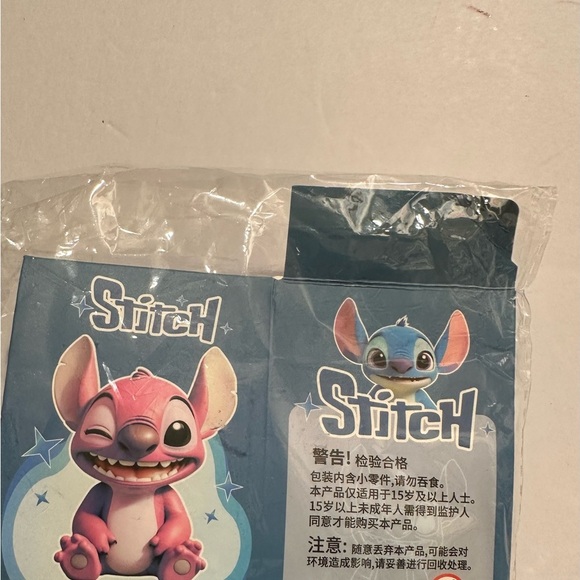 Stitch
Stitch
警告! 检验合格
包装内含小零件,请勿吞食。
本产品仅适用于15岁及以上人士。
15岁以上未成年人需得到监护人
同意才能购买本产品。
注意: 随意丢弃本产品,可能会对
环境造成影响,请妥善进行回收处理。